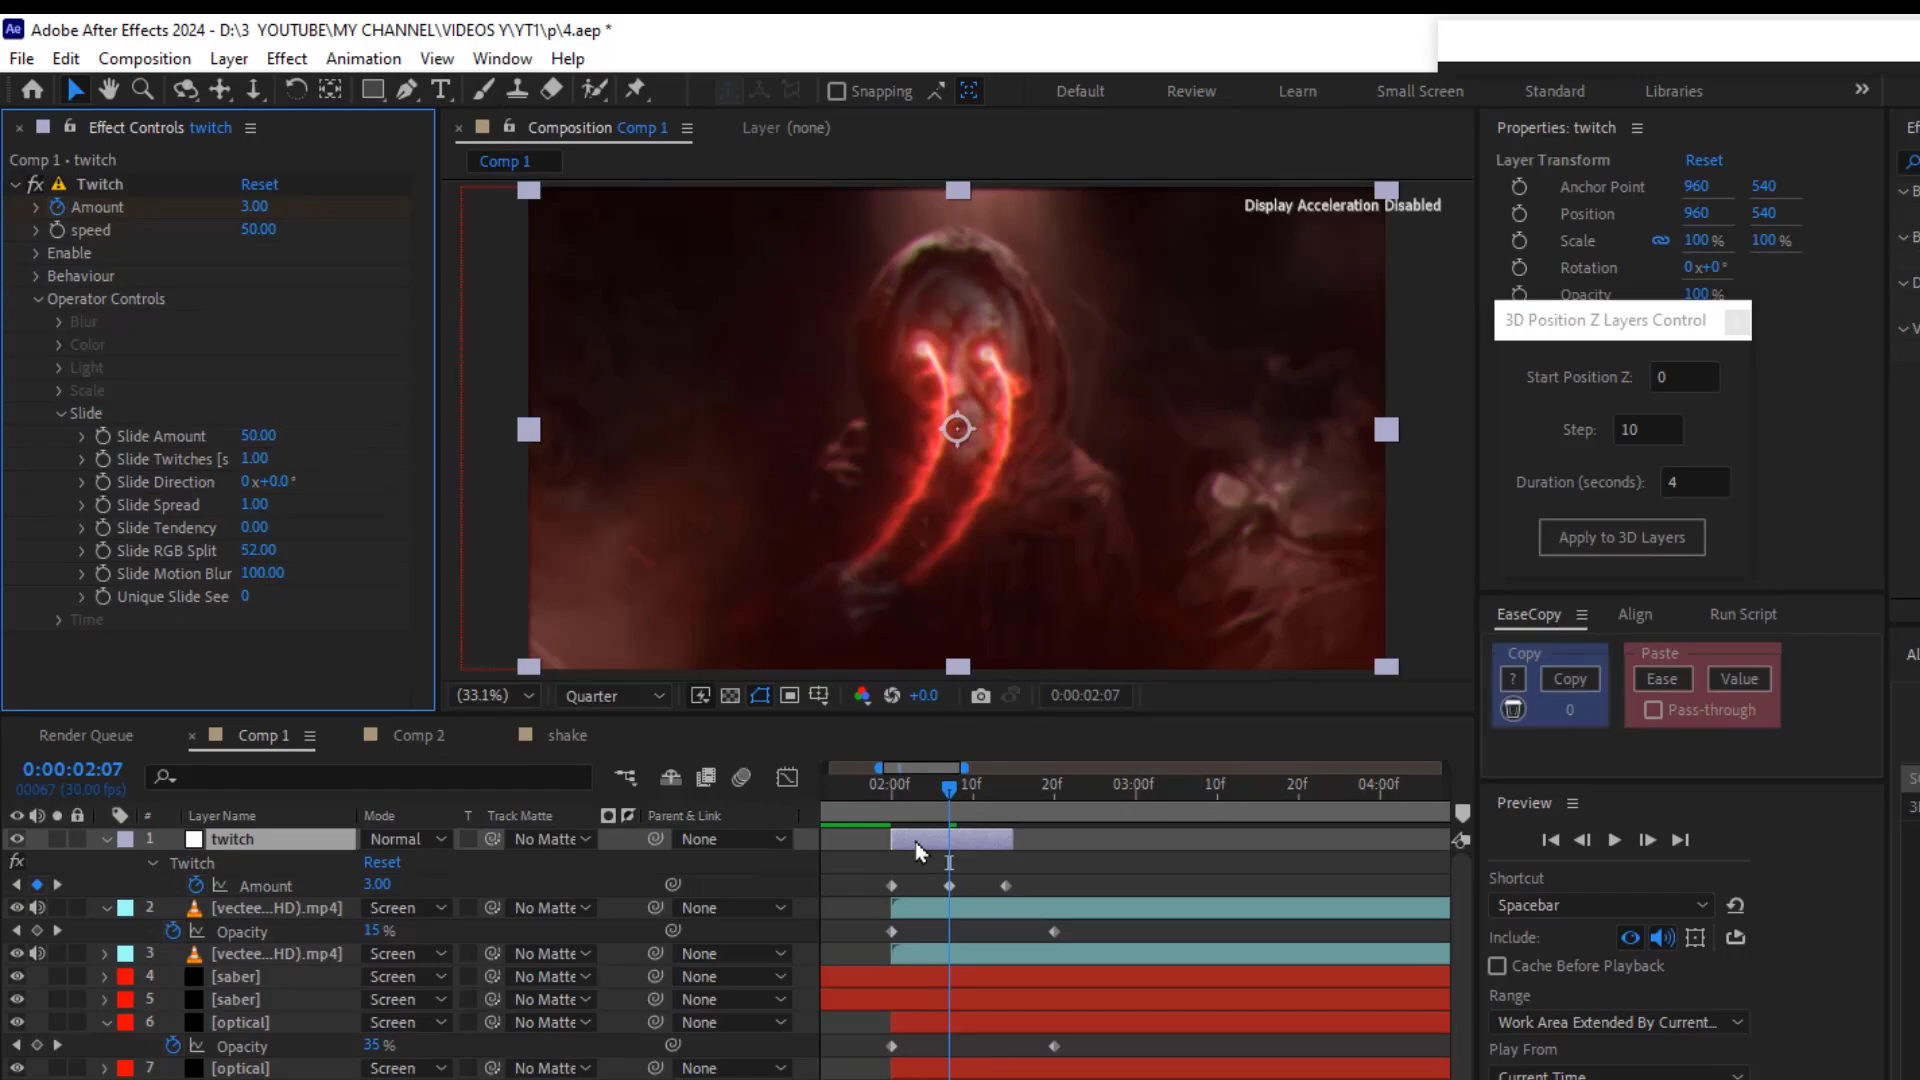 Ae Adobe After Effects 2024 - D:\3 YOUTUBE\MY CHANNEL\VIDEOS Y\YT1\p\4.aep *
File Edit Composition Layer Effect Animation View Window Help
Snapping Default Review Learn Small Screen Standard Libraries
Effect Controls twitch
Comp 1 • twitch
fx Twitch Reset
Amount 3.00
speed 50.00
Enable
Behaviour
Operator Controls
Blur
Color
Light
Scale
Slide
Slide Amount 50.00
Slide Twitches [s 1.00
Slide Direction 0x+0.0°
Slide Spread 1.00
Slide Tendency 0.00
Slide RGB Split 52.00
Slide Motion Blur 100.00
Unique Slide See 0
Time
Composition Comp 1 Layer (none)
Comp 1
Display Acceleration Disabled
(33.1%) Quarter +0.0 0:00:02:07
Properties: twitch
Layer Transform Reset
Anchor Point 960 540
Position 960 540
Scale 100 % 100 %
Rotation 0x+0°
Opacity 100 %
3D Position Z Layers Control
Start Position Z: 0
Step: 10
Duration (seconds): 4
Apply to 3D Layers
EaseCopy Align Run Script
Copy Paste
? Copy Ease Value
0 Pass-through
Render Queue Comp 1 Comp 2 shake
0:00:02:07
00067 (30.00 fps)
02:00f 10f 20f 03:00f 10f 20f 04:00f
# Layer Name Mode T Track Matte Parent & Link
1 twitch Normal No Matte None
fx Twitch Reset
Amount 3.00
2 [vectee...HD).mp4] Screen No Matte None
Opacity 15 %
3 [vectee...HD).mp4] Screen No Matte None
4 [saber] Screen No Matte None
5 [saber] Screen No Matte None
6 [optical] Screen No Matte None
Opacity 35 %
7 [optical] Screen No Matte None
Preview
Shortcut
Spacebar
Include:
Cache Before Playback
Range
Work Area Extended By Current...
Play From
Current Time